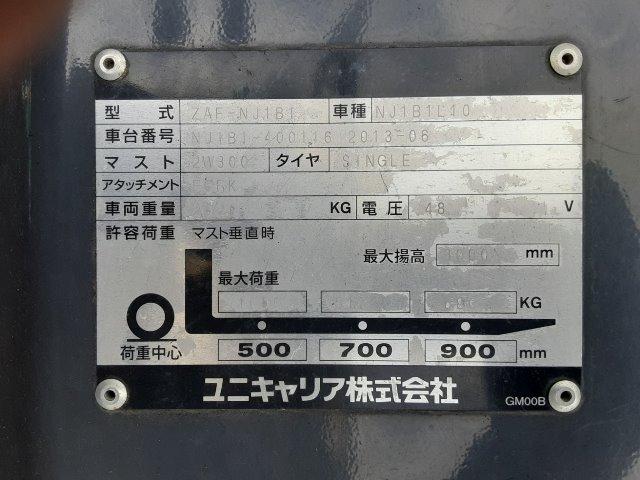 型式 ZAF-NJ1B1 車種 NJ1B1L10
車台番号 NJ1B1-400116 2013-06
マスト 2W300 タイヤ SINGLE
アタッチメント
車両重量 KG 電圧 48 V
許容荷重 マスト垂直時
最大揚高 mm
最大荷重
KG
荷重中心 500 700 900 mm
ユニキャリア株式会社 GM00B